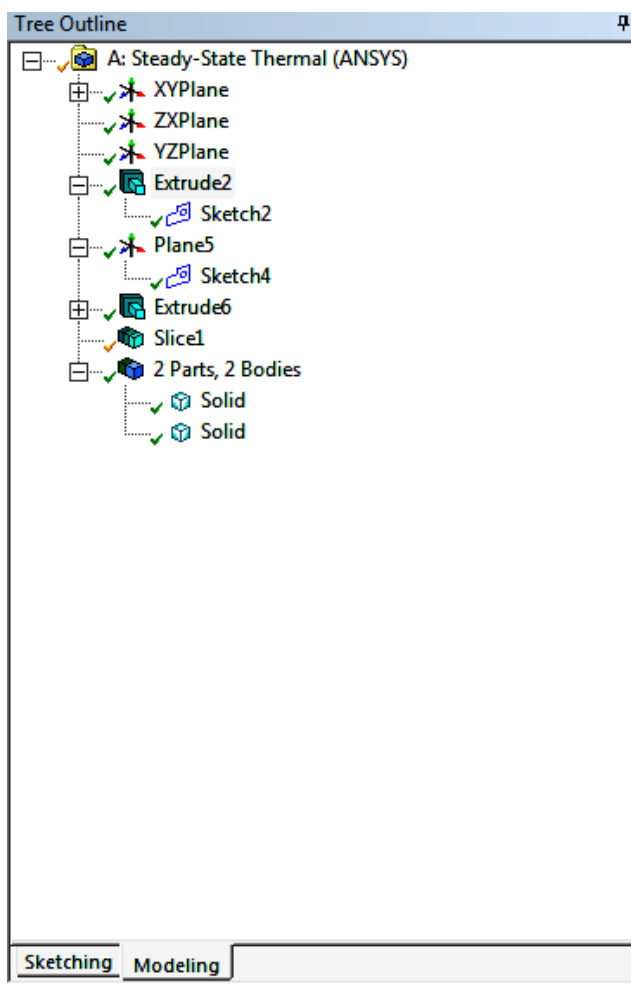 Tree Outline
A: Steady-State Thermal (ANSYS)
XYPlane
ZXPlane
YZPlane
Extrude2
Sketch2
Plane5
Sketch4
Extrude6
Slice1
2 Parts, 2 Bodies
Solid
Solid
Sketching Modeling